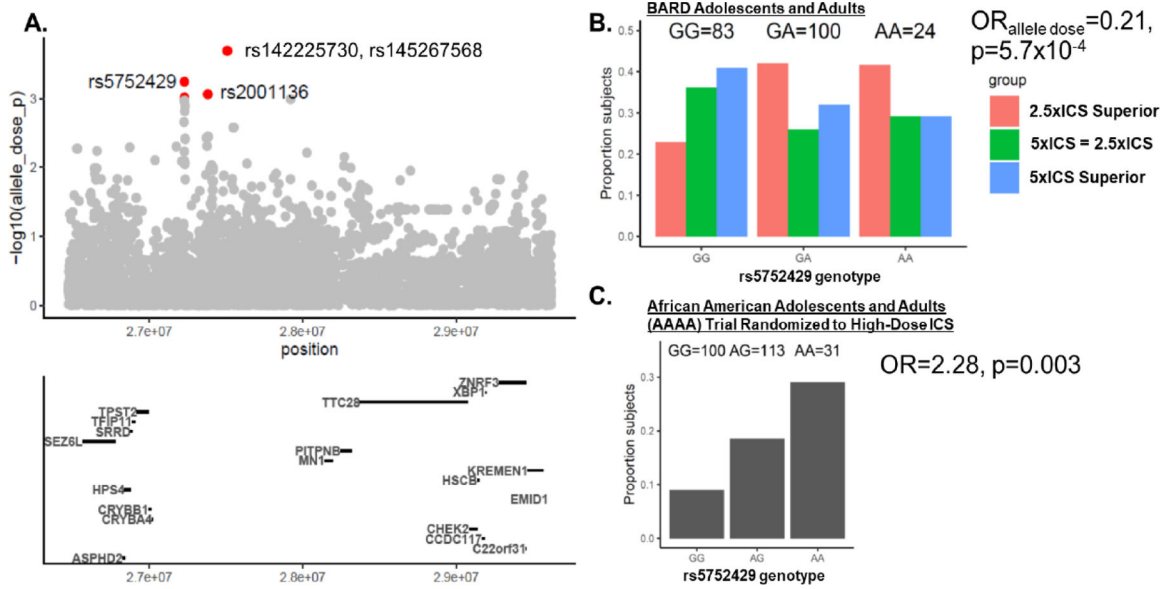 A.
−log10(allele_dose_p)
3
2
1
0
rs142225730, rs145267568
rs5752429
rs2001136
2.7e+07
2.8e+07
2.9e+07
position
ZNRF3
XBP1
TTC28
TPST2
TFIP11
SRRD
SEZ6L
PITPNB
MN1
KREMEN1
HSCB
HPS4
EMID1
CRYBB1
CRYBA4
CHEK2
CCDC117
C22orf31
ASPHD2
2.7e+07
2.8e+07
2.9e+07
B.
BARD Adolescents and Adults
GG=83
GA=100
AA=24
Proportion subjects
0.5
0.4
0.3
0.2
0.1
0.0
GG
GA
AA
rs5752429 genotype
ORallele dose=0.21,
p=5.7x10-4
group
2.5xICS Superior
5xICS = 2.5xICS
5xICS Superior
C.
African American Adolescents and Adults
(AAAA) Trial Randomized to High-Dose ICS
GG=100 AG=113 AA=31
Proportion subjects
0.3
0.2
0.1
0.0
GG
AG
AA
rs5752429 genotype
OR=2.28, p=0.003